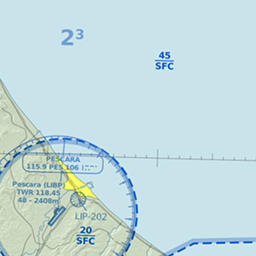 2³
45
SFC
PESCARA
115.9 PES 106
Pescara (LIBP)
TWR 118.45
48 - 2408m
LIP-202
20
SFC